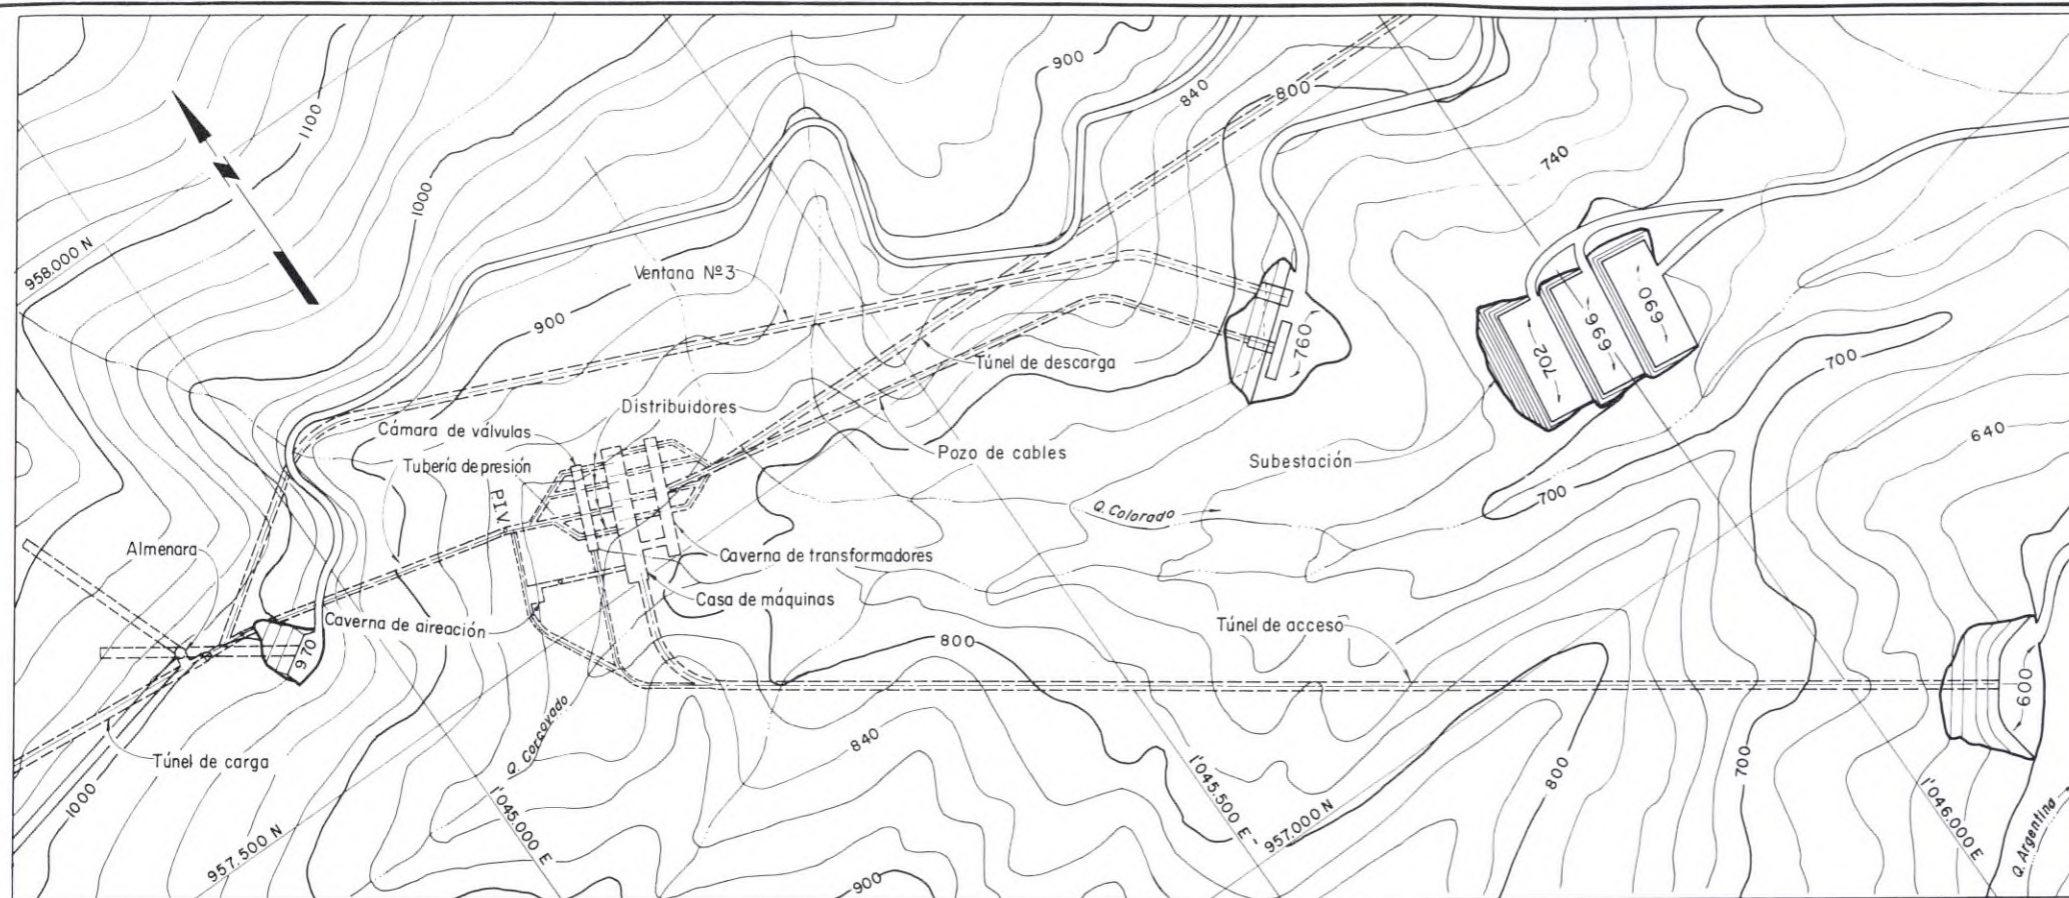 900
840
800
1100
1000
740
958.000 N
N
Ventana Nº3
900
760
690
696
702
700
Túnel de descarga
Distribuidores
Cámara de válvulas
Tubería de presión
Pozo de cables
Subestación
640
700
P.I.V.
Q. Colorado
Almenara
Caverna de transformadores
Casa de máquinas
Caverna de aireación
970
800
Túnel de acceso
600
Q. Corcovado
840
Túnel de carga
1000
957.500 N
1'045.000 E
1'045.500 E
957.000 N
800
700
1'046.000 E
Q. Argentina
900